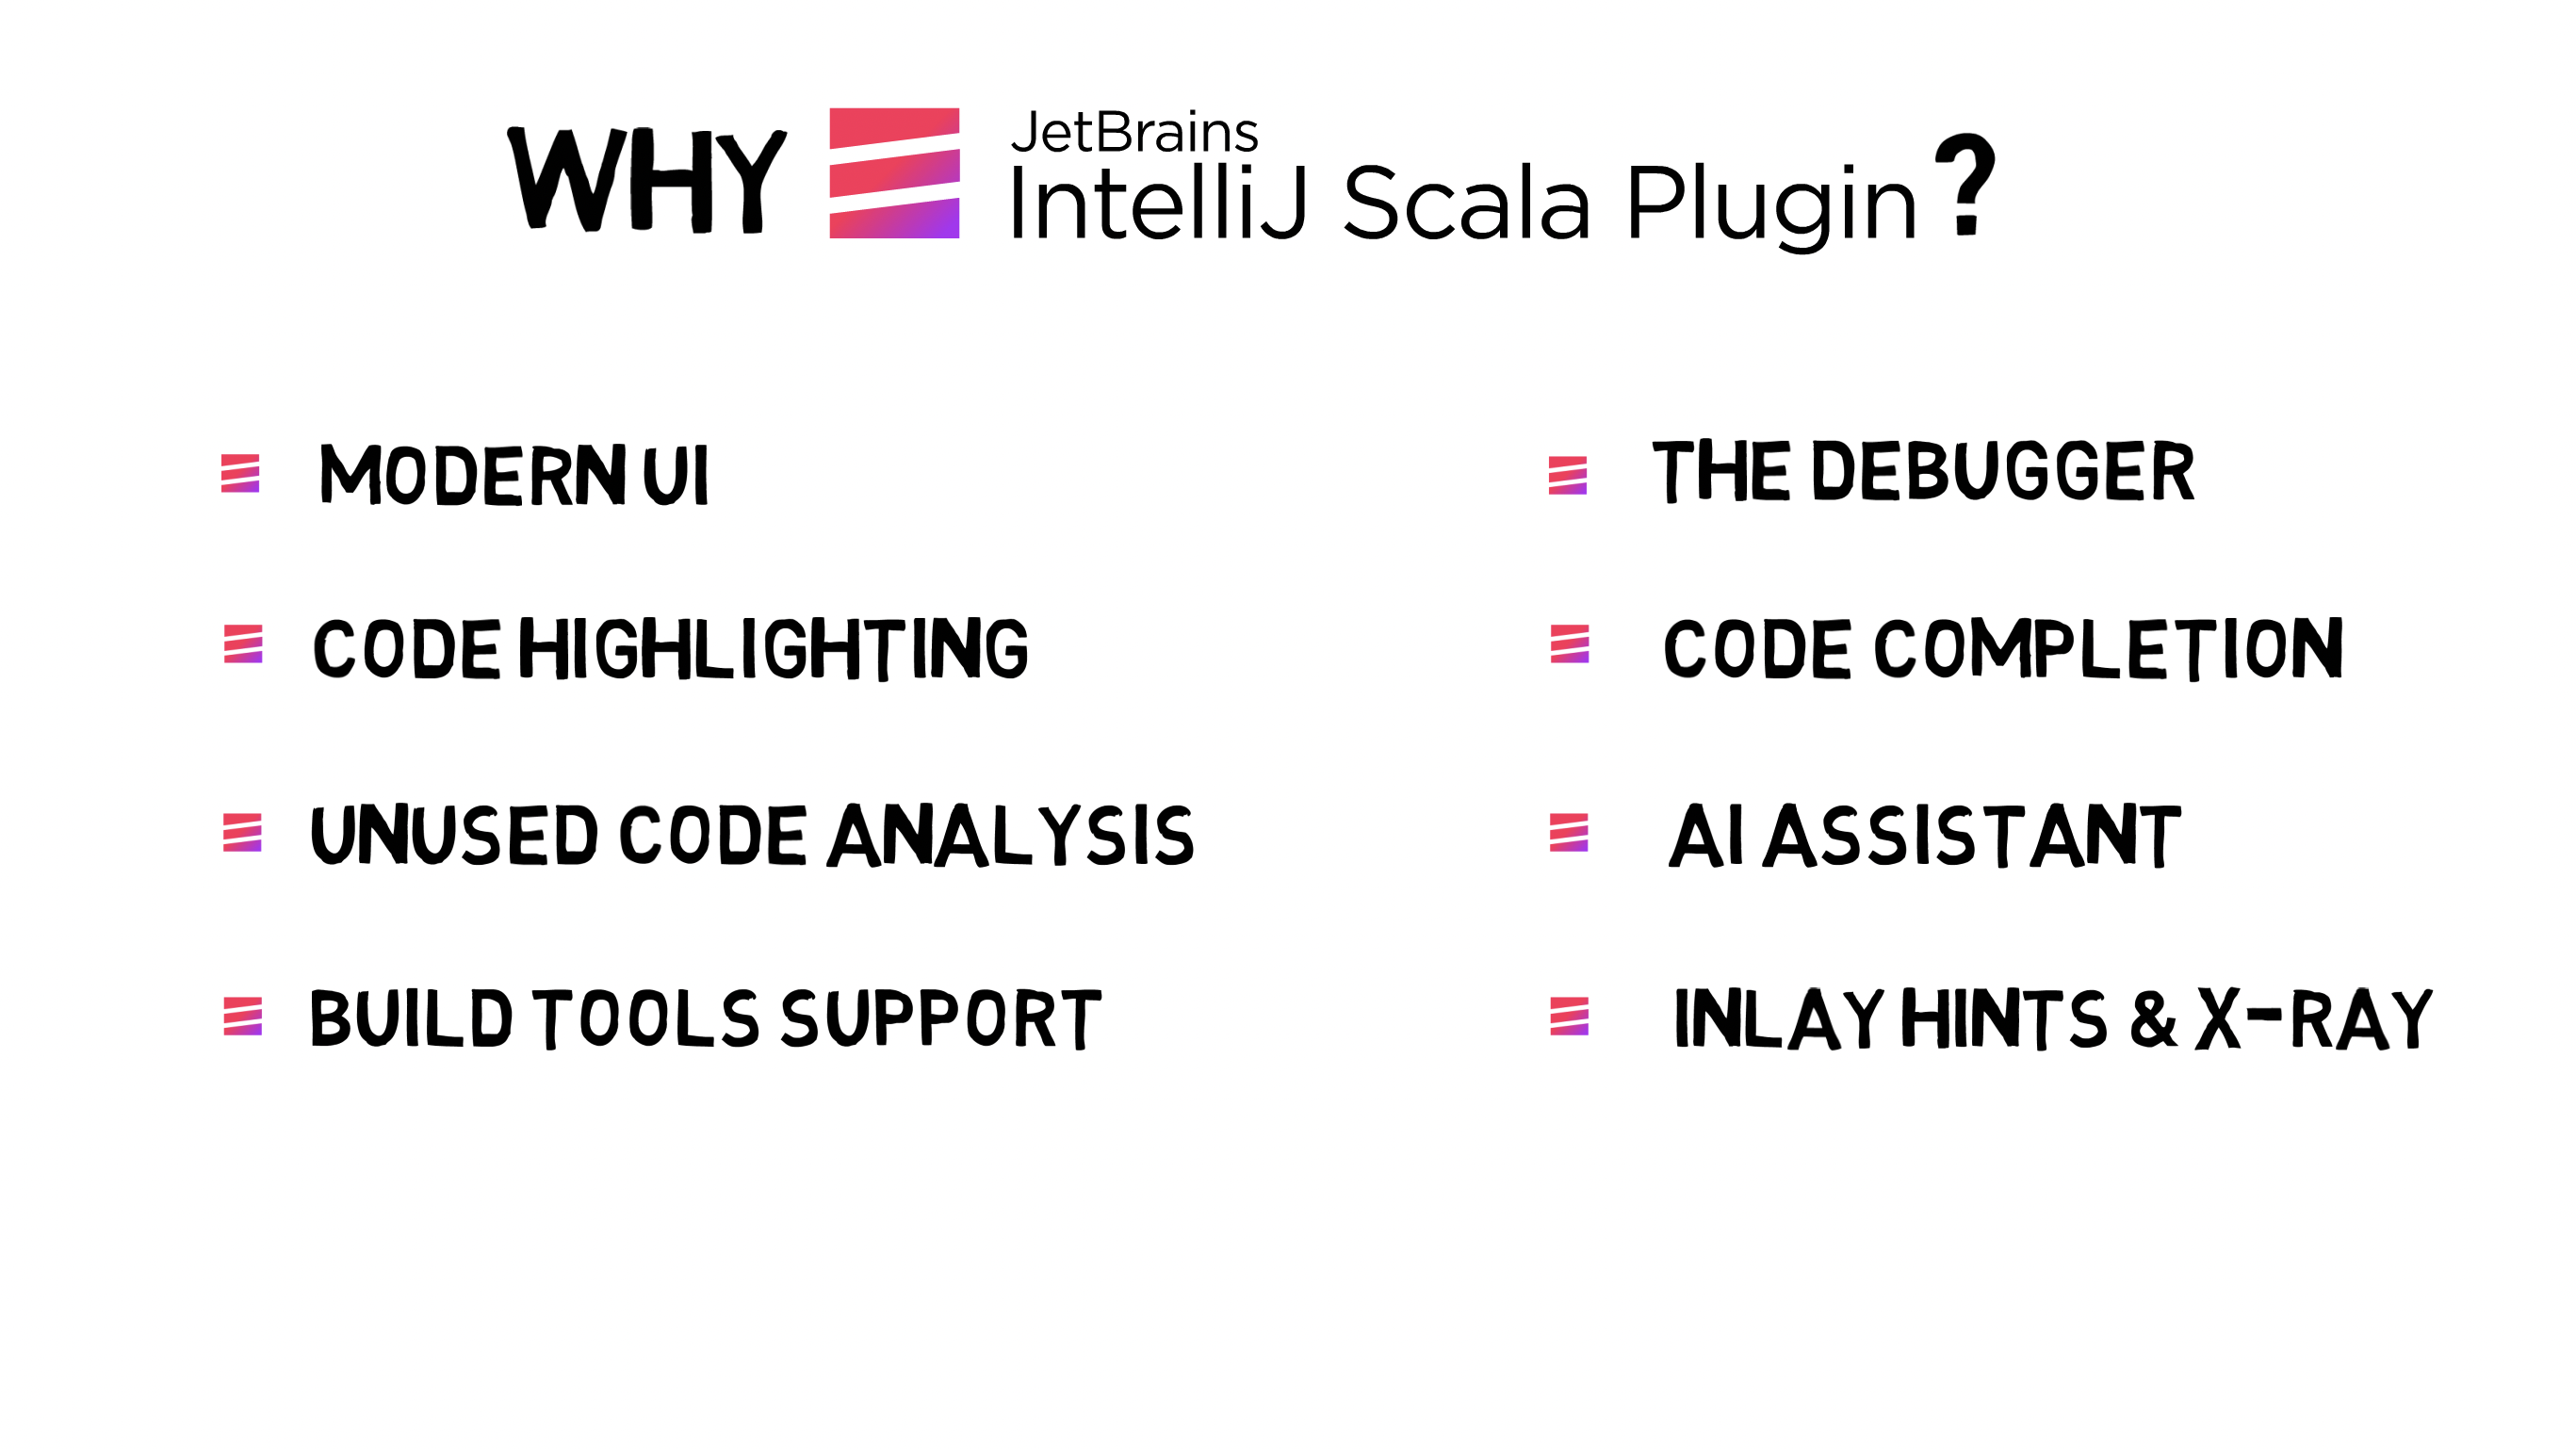 WHY JetBrains IntelliJ Scala Plugin?
MODERN UI
CODE HIGHLIGHTING
UNUSED CODE ANALYSIS
BUILD TOOLS SUPPORT
THE DEBUGGER
CODE COMPLETION
AI ASSISTANT
INLAY HINTS & X-RAY